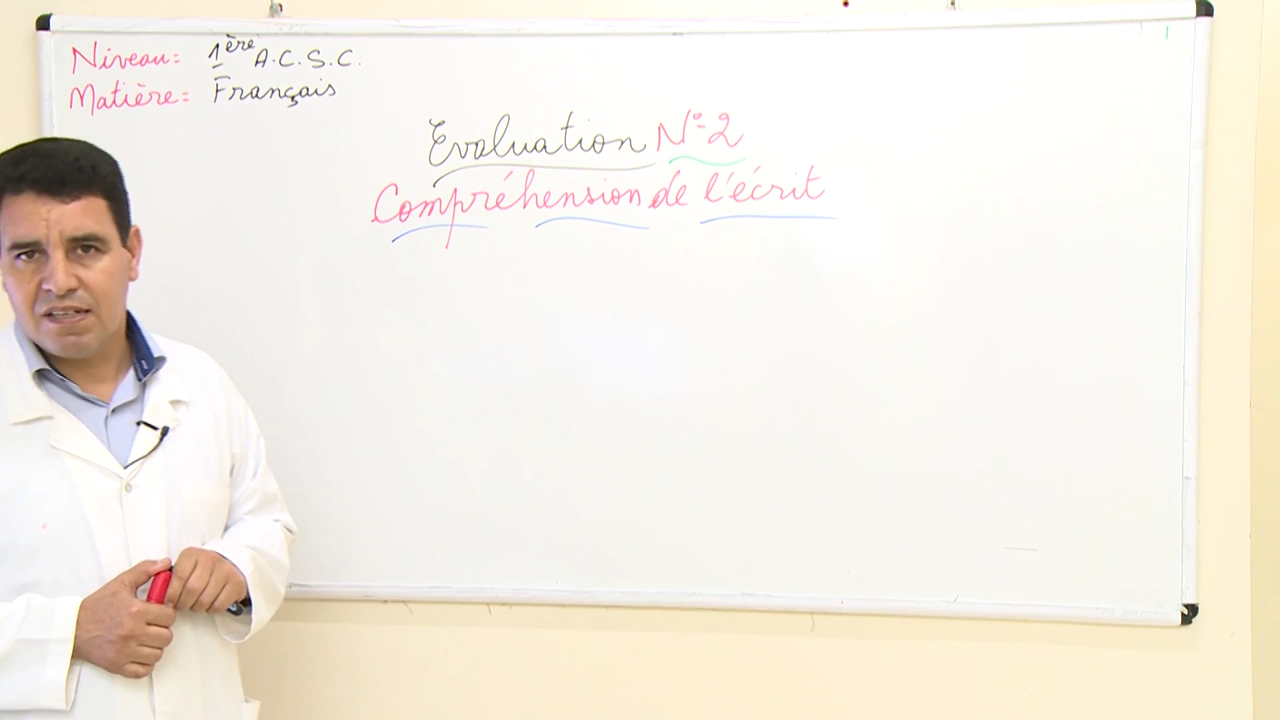 Niveau= 1ère A.C.S.C.
Matière= Français
Evaluation N°=2
Compréhension de l'écrit